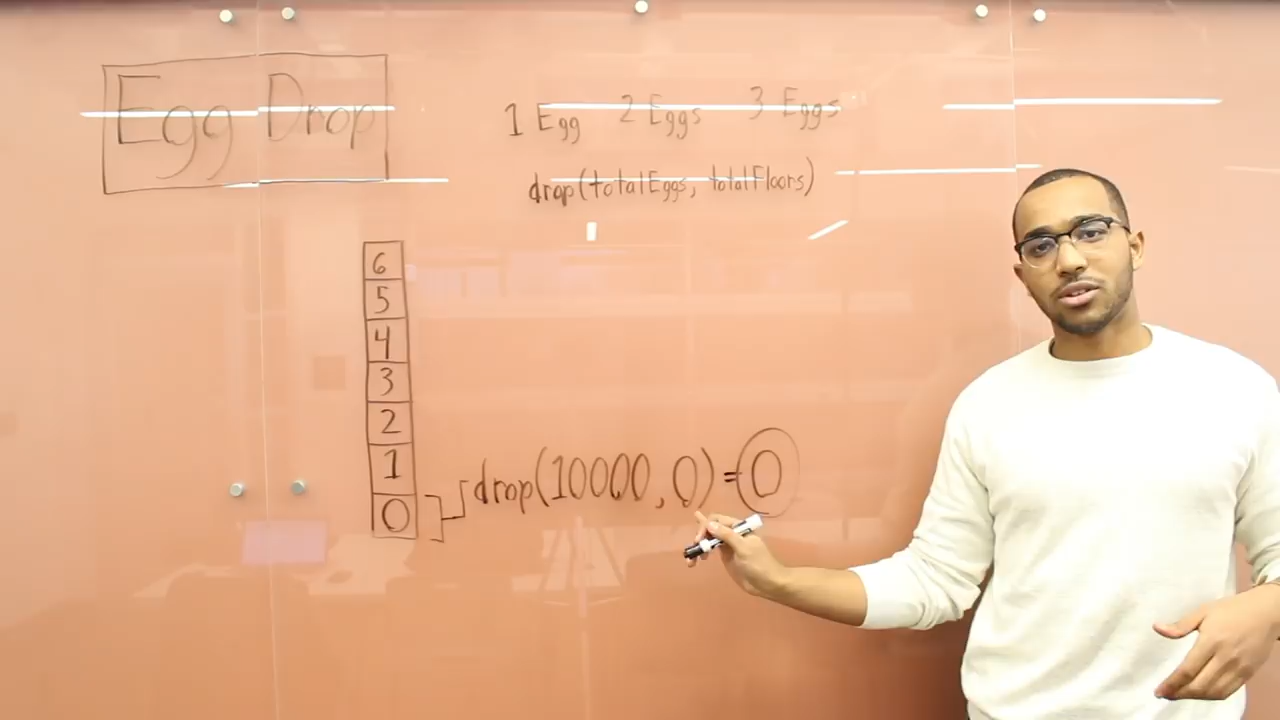 Egg Drop
1 Egg 2 Eggs 3 Eggs
drop(totalEggs, totalFloors)
6
5
4
3
2
1
0
drop(10000,0)=0